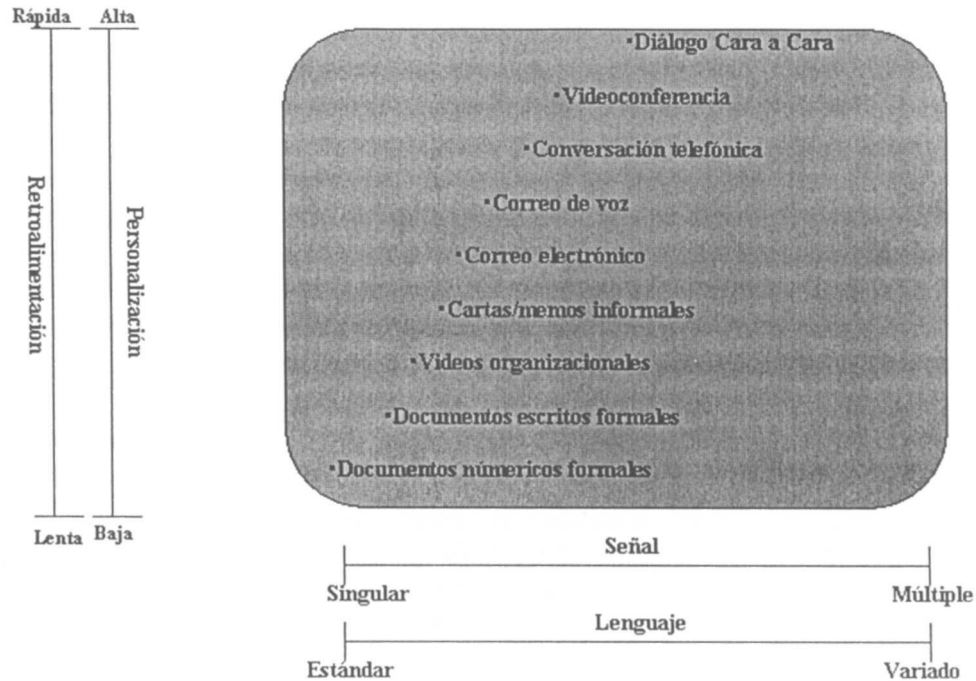 Rápida Alta
▪Diálogo Cara a Cara
▪Videoconferencia
▪Conversación telefónica
▪Correo de voz
▪Correo electrónico
▪Cartas/memos informales
▪Videos organizacionales
▪Documentos escritos formales
▪Documentos númericos formales
Retroalimentación
Personalización
Lenta Baja
Señal
Singular Múltiple
Lenguaje
Estándar Variado